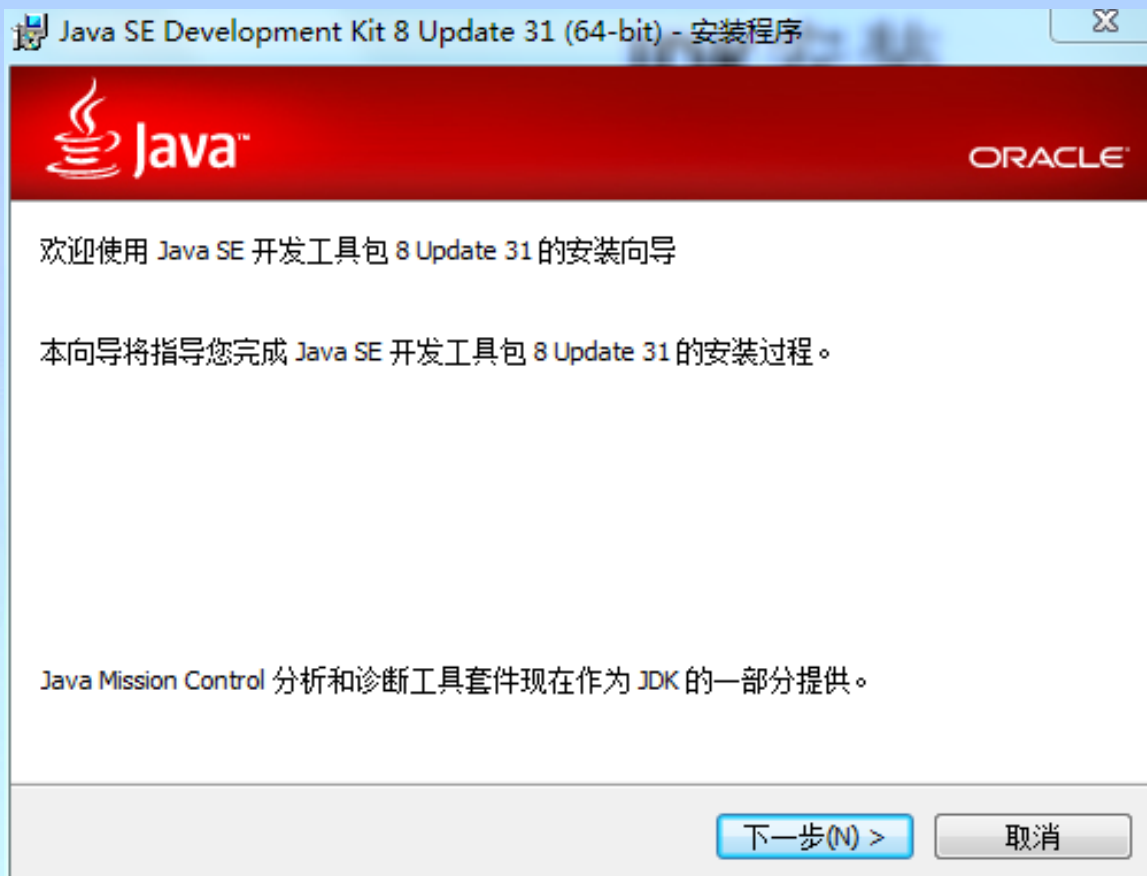 Java SE Development Kit 8 Update 31 (64-bit) - 安装程序
Java™
ORACLE®
欢迎使用 Java SE 开发工具包 8 Update 31 的安装向导
本向导将指导您完成 Java SE 开发工具包 8 Update 31 的安装过程。
Java Mission Control 分析和诊断工具套件现在作为 JDK 的一部分提供。
下一步(N) >
取消